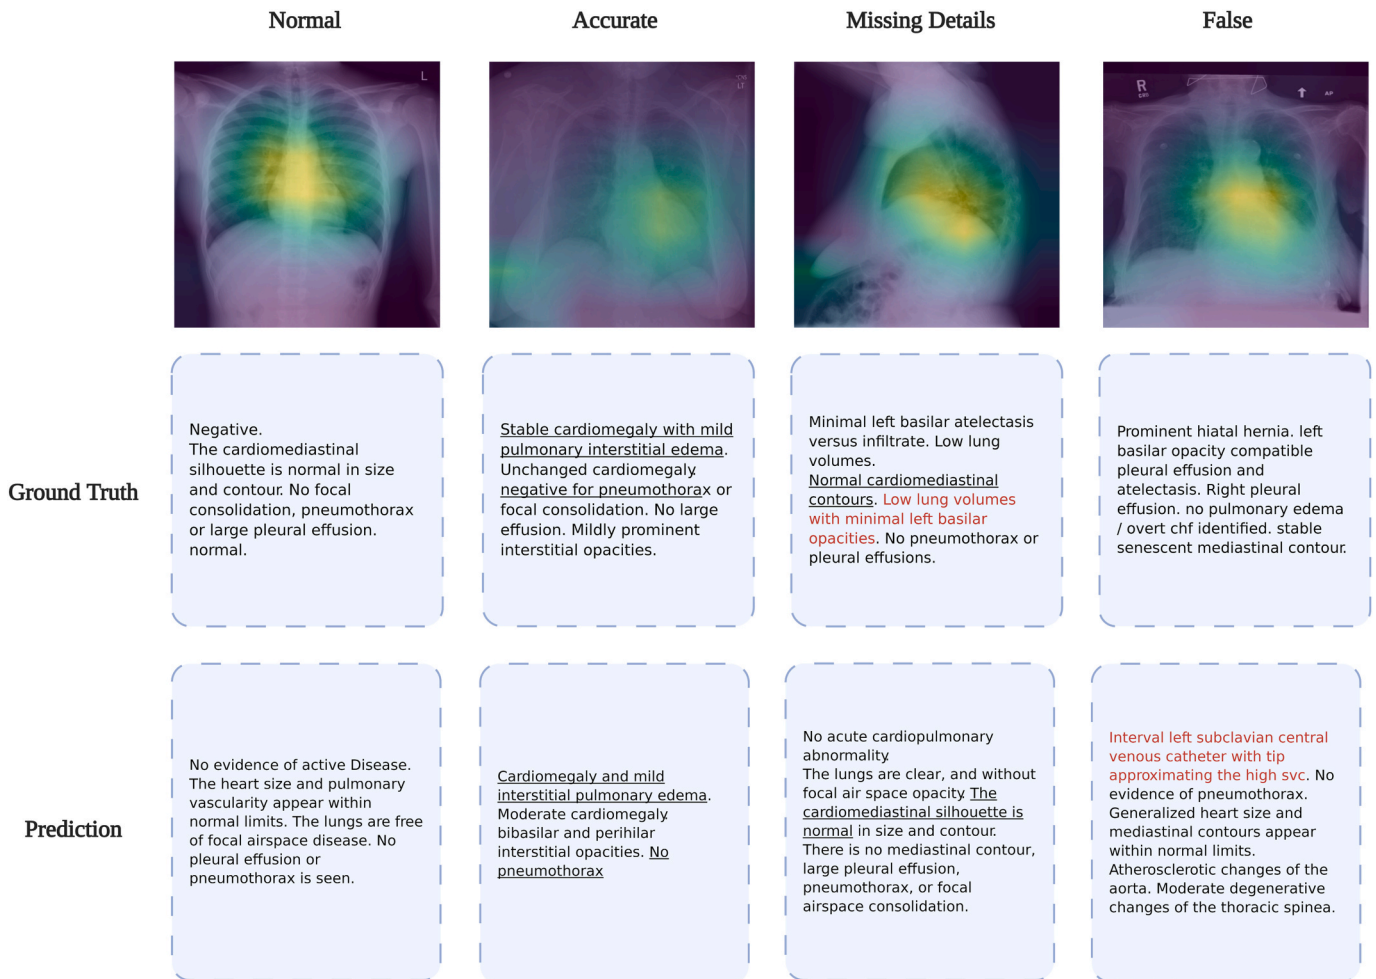 Normal
Accurate
Missing Details
False
L
LT
R
AP
Ground Truth
Negative.
The cardiomediastinal
silhouette is normal in size
and contour. No focal
consolidation, pneumothorax
or large pleural effusion.
normal.
Stable cardiomegaly with mild
pulmonary interstitial edema.
Unchanged cardiomegaly.
negative for pneumothorax or
focal consolidation. No large
effusion. Mildly prominent
interstitial opacities.
Minimal left basilar atelectasis
versus infiltrate. Low lung
volumes.
Normal cardiomediastinal
contours. Low lung volumes
with minimal left basilar
opacities. No pneumothorax or
pleural effusions.
Prominent hiatal hernia. left
basilar opacity compatible
pleural effusion and
atelectasis. Right pleural
effusion. no pulmonary edema
/ overt chf identified. stable
senescent mediastinal contour.
Prediction
No evidence of active Disease.
The heart size and pulmonary
vascularity appear within
normal limits. The lungs are free
of focal airspace disease. No
pleural effusion or
pneumothorax is seen.
Cardiomegaly and mild
interstitial pulmonary edema.
Moderate cardiomegaly.
bibasilar and perihilar
interstitial opacities. No
pneumothorax
No acute cardiopulmonary
abnormality.
The lungs are clear, and without
focal air space opacity. The
cardiomediastinal silhouette is
normal in size and contour.
There is no mediastinal contour,
large pleural effusion,
pneumothorax, or focal
airspace consolidation.
Interval left subclavian central
venous catheter with tip
approximating the high svc. No
evidence of pneumothorax.
Generalized heart size and
mediastinal contours appear
within normal limits.
Atherosclerotic changes of the
aorta. Moderate degenerative
changes of the thoracic spinea.